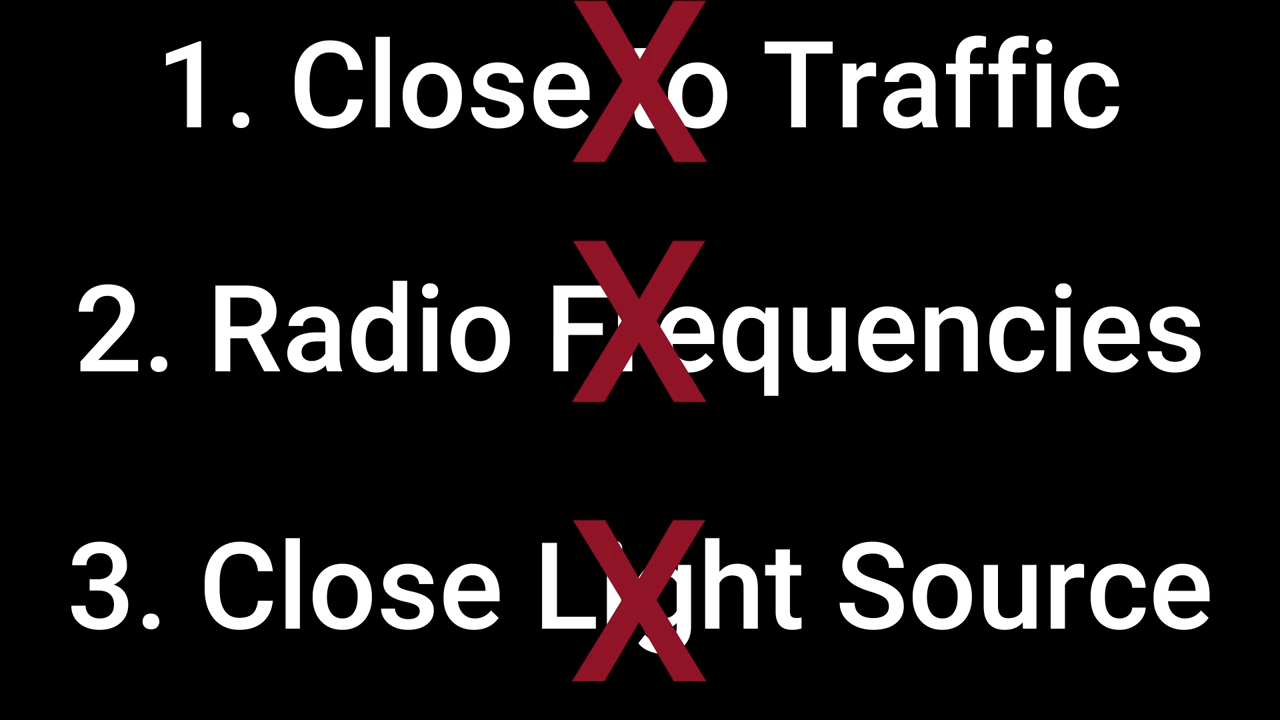 1. Close to Traffic
2. Radio Frequencies
3. Close Light Source